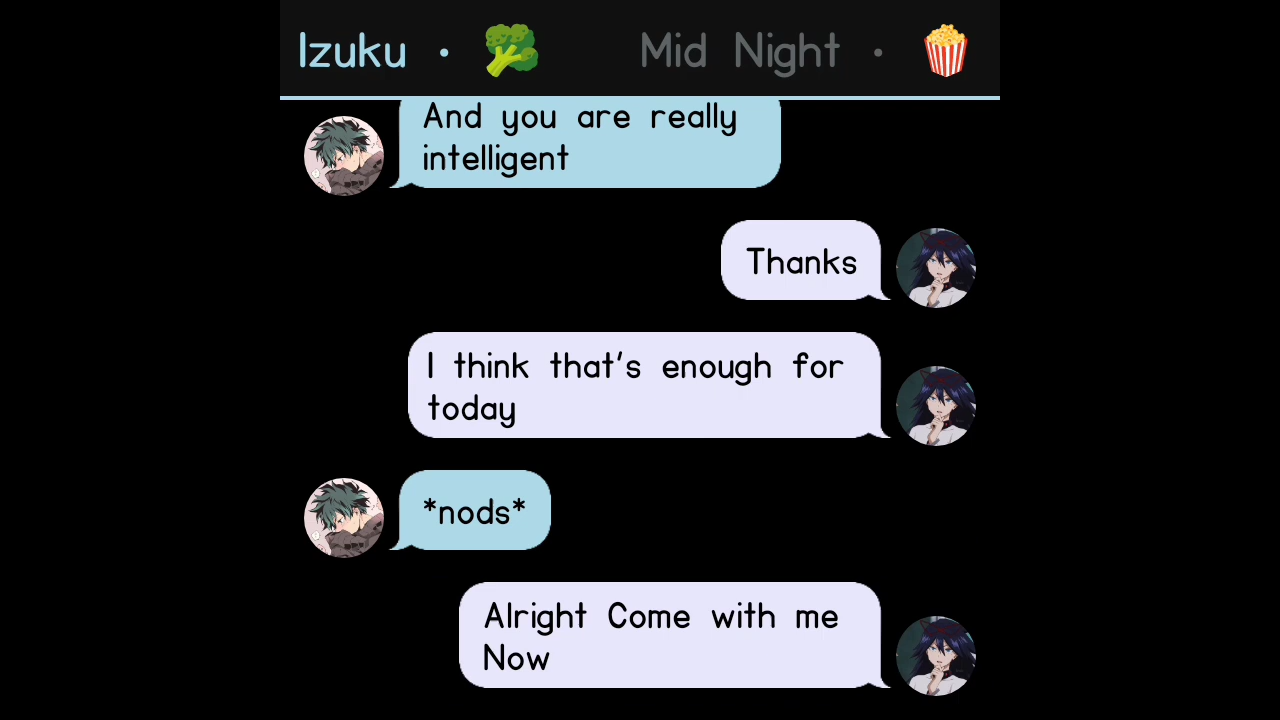 Izuku • 🥦 Mid Night • 🍿
And you are really
intelligent
Thanks
I think that's enough for
today
*nods*
Alright Come with me
Now